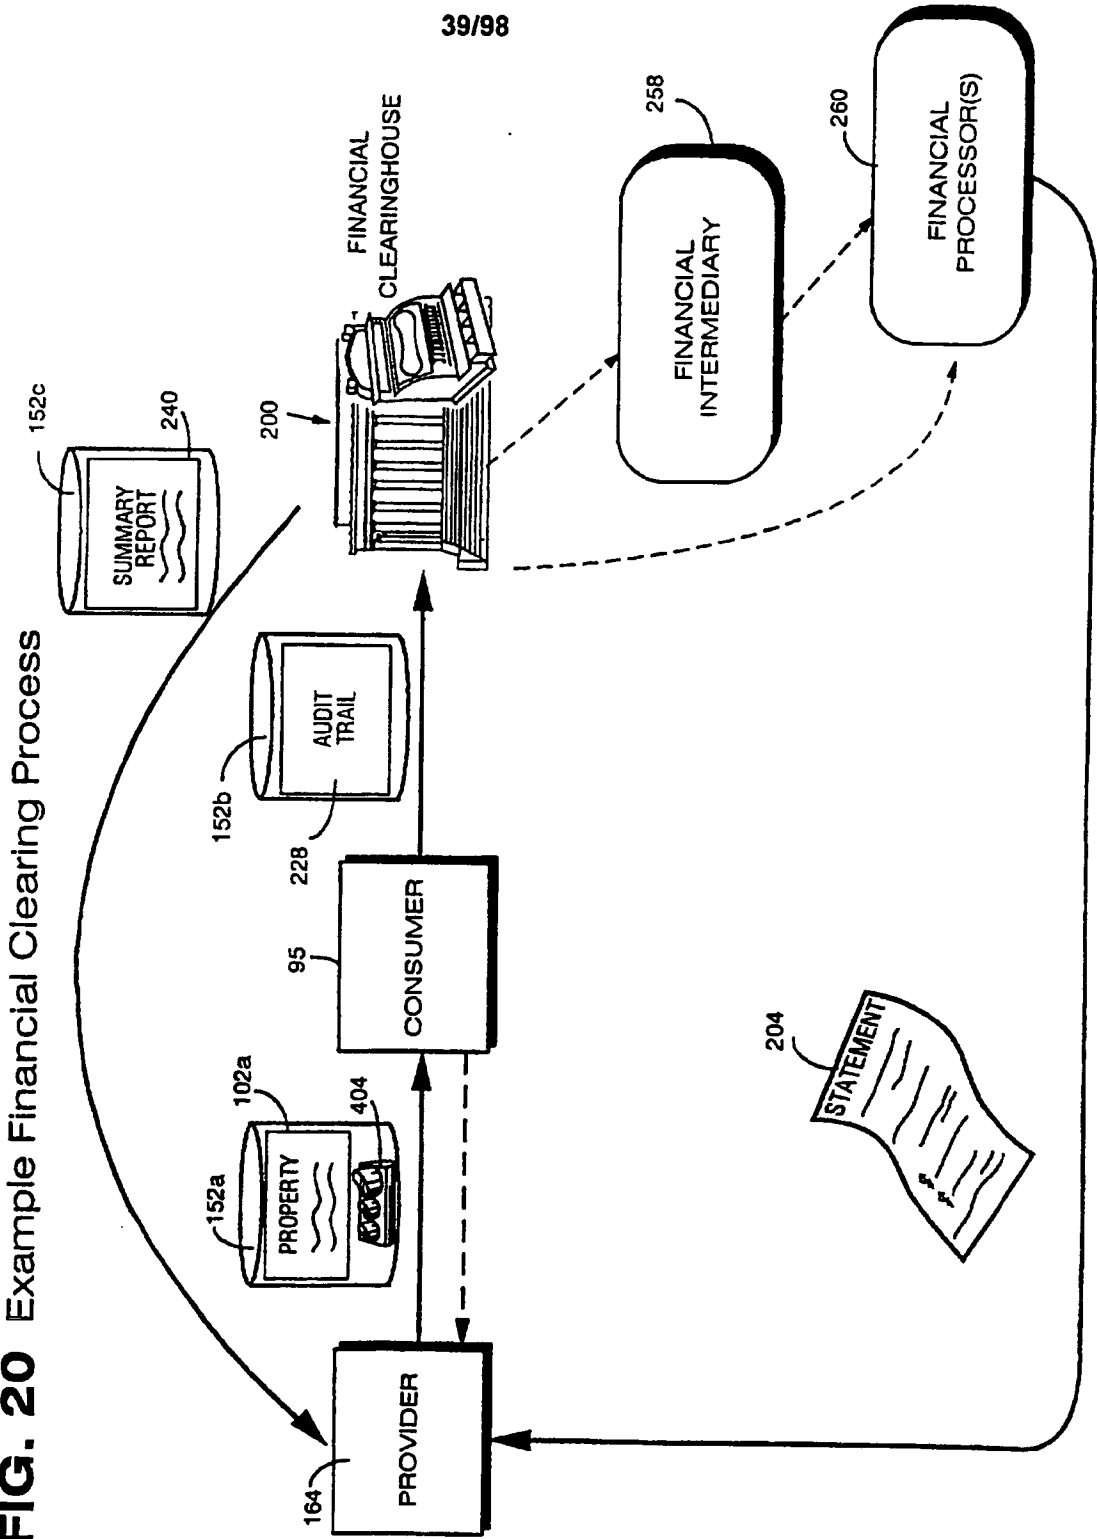 39/98
FIG. 20 Example Financial Clearing Process
152c
SUMMARY
REPORT
240
200
FINANCIAL
CLEARINGHOUSE
152b
AUDIT
TRAIL
228
152a
PROPERTY
102a
404
164
PROVIDER
95
CONSUMER
258
FINANCIAL
INTERMEDIARY
260
FINANCIAL
PROCESSOR(S)
204
STATEMENT